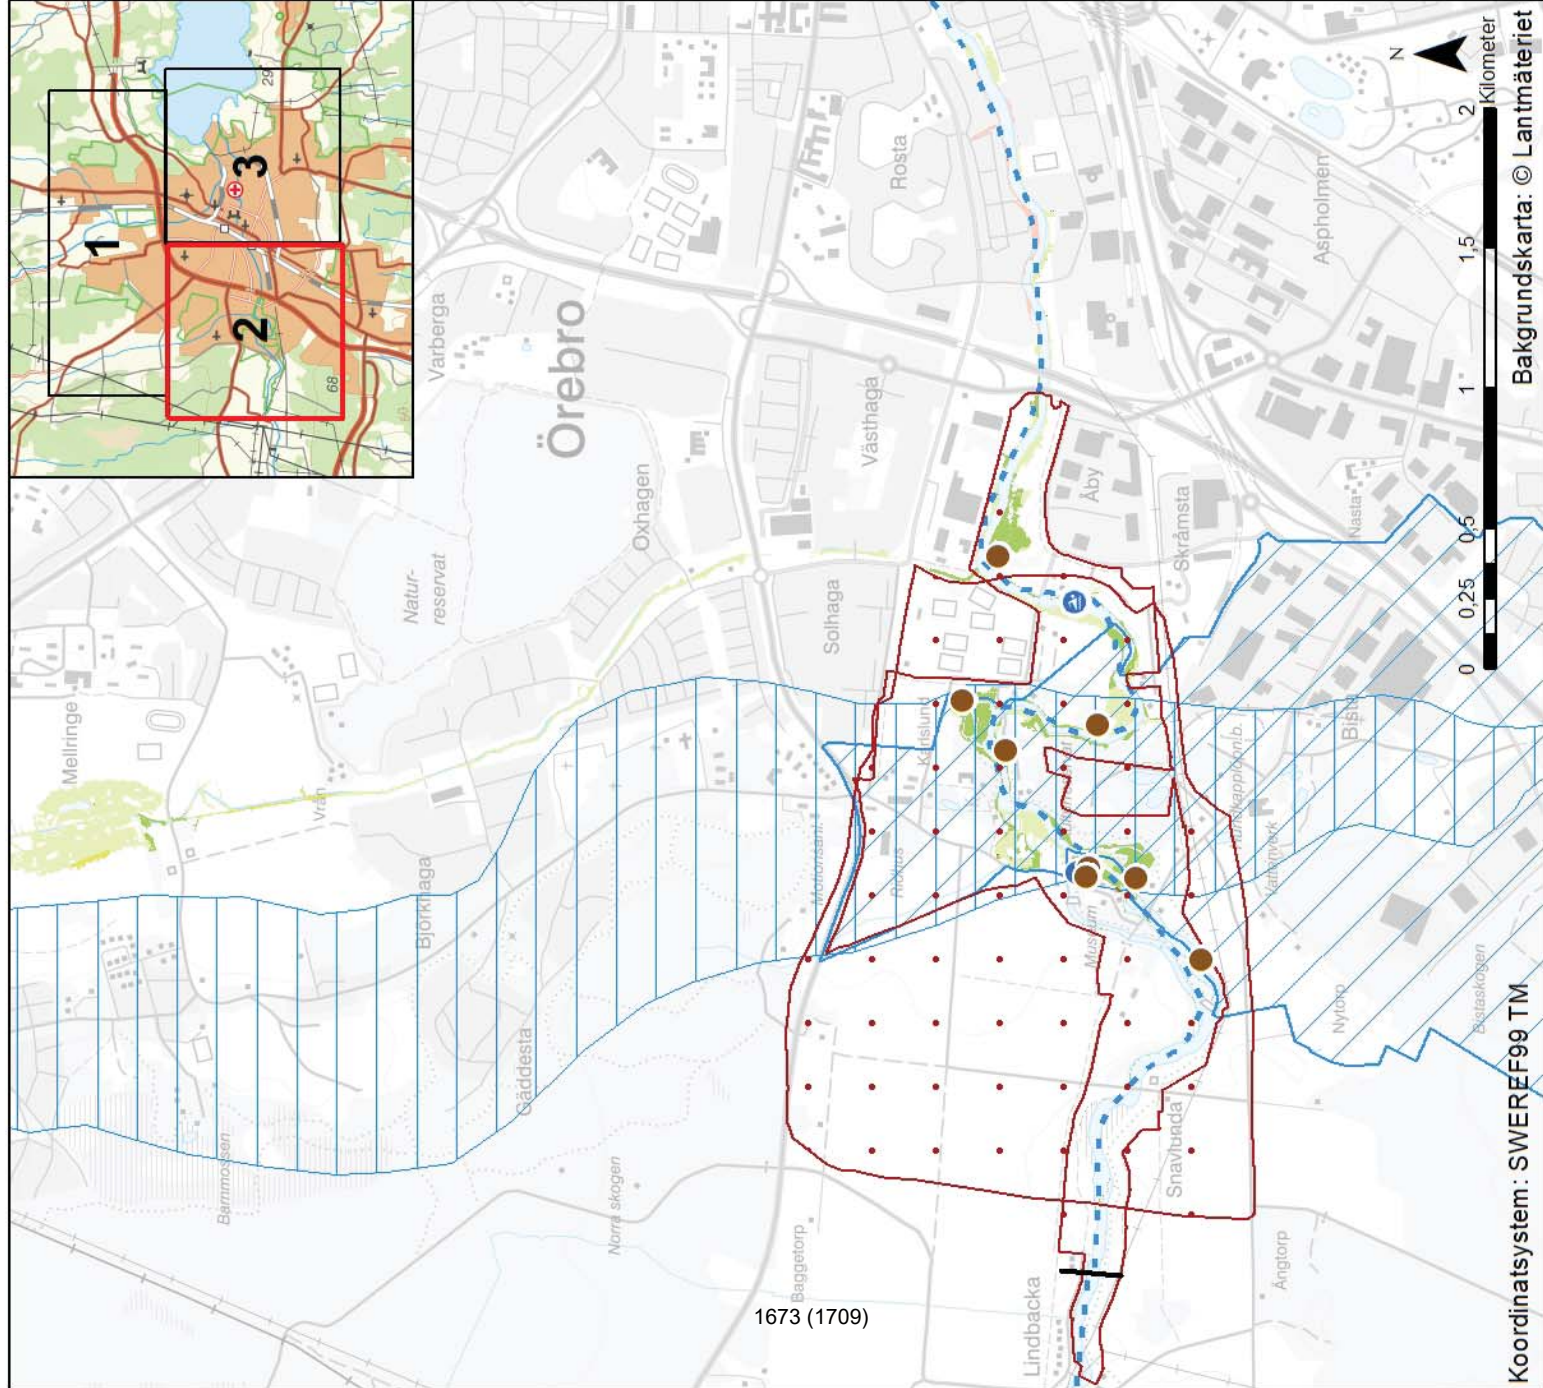 1
2
3
29
68
Varberga
Örebro
Mellringe
Natur-
reservat
Oxhagen
Rosta
Västhaga
Solhaga
Vrån
Björkhaga
Gäddesta
Barnmossen
Norra skogen
Baggetorp
Karlslund
Museum
Åby
Aspholmen
Skråmsta
Nasta
Bista
Nytorp
Bistaskogen
Snavlunda
Ängtorp
Lindbacka
D
N
0
0,25
0,5
1
1,5
2
Kilometer
Koordinatsystem: SWEREF99 TM
Bakgrundskarta: © Lantmäteriet
1673 (1709)